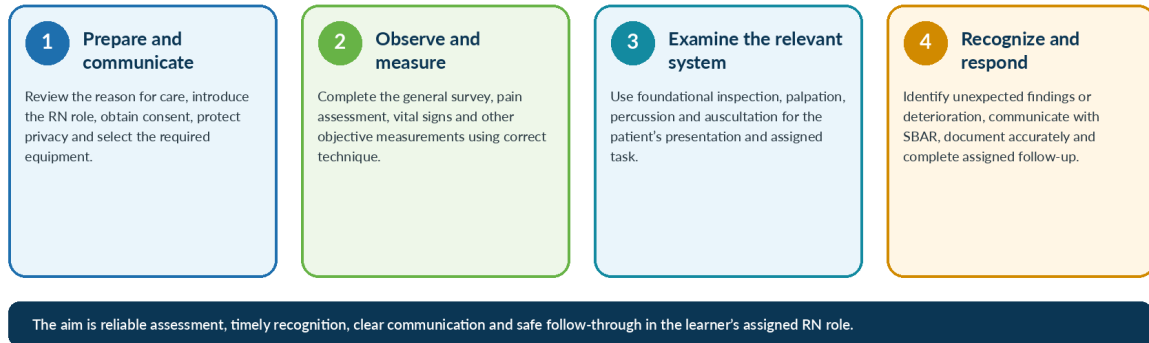 1
Prepare and
communicate
Review the reason for care, introduce
the RN role, obtain consent, protect
privacy and select the required
equipment.
2
Observe and
measure
Complete the general survey, pain
assessment, vital signs and other
objective measurements using correct
technique.
3
Examine the relevant
system
Use foundational inspection, palpation,
percussion and auscultation for the
patient's presentation and assigned
task.
4
Recognize and
respond
Identify unexpected findings or
deterioration, communicate with
SBAR, document accurately and
complete assigned follow-up.
The aim is reliable assessment, timely recognition, clear communication and safe follow-through in the learner's assigned RN role.